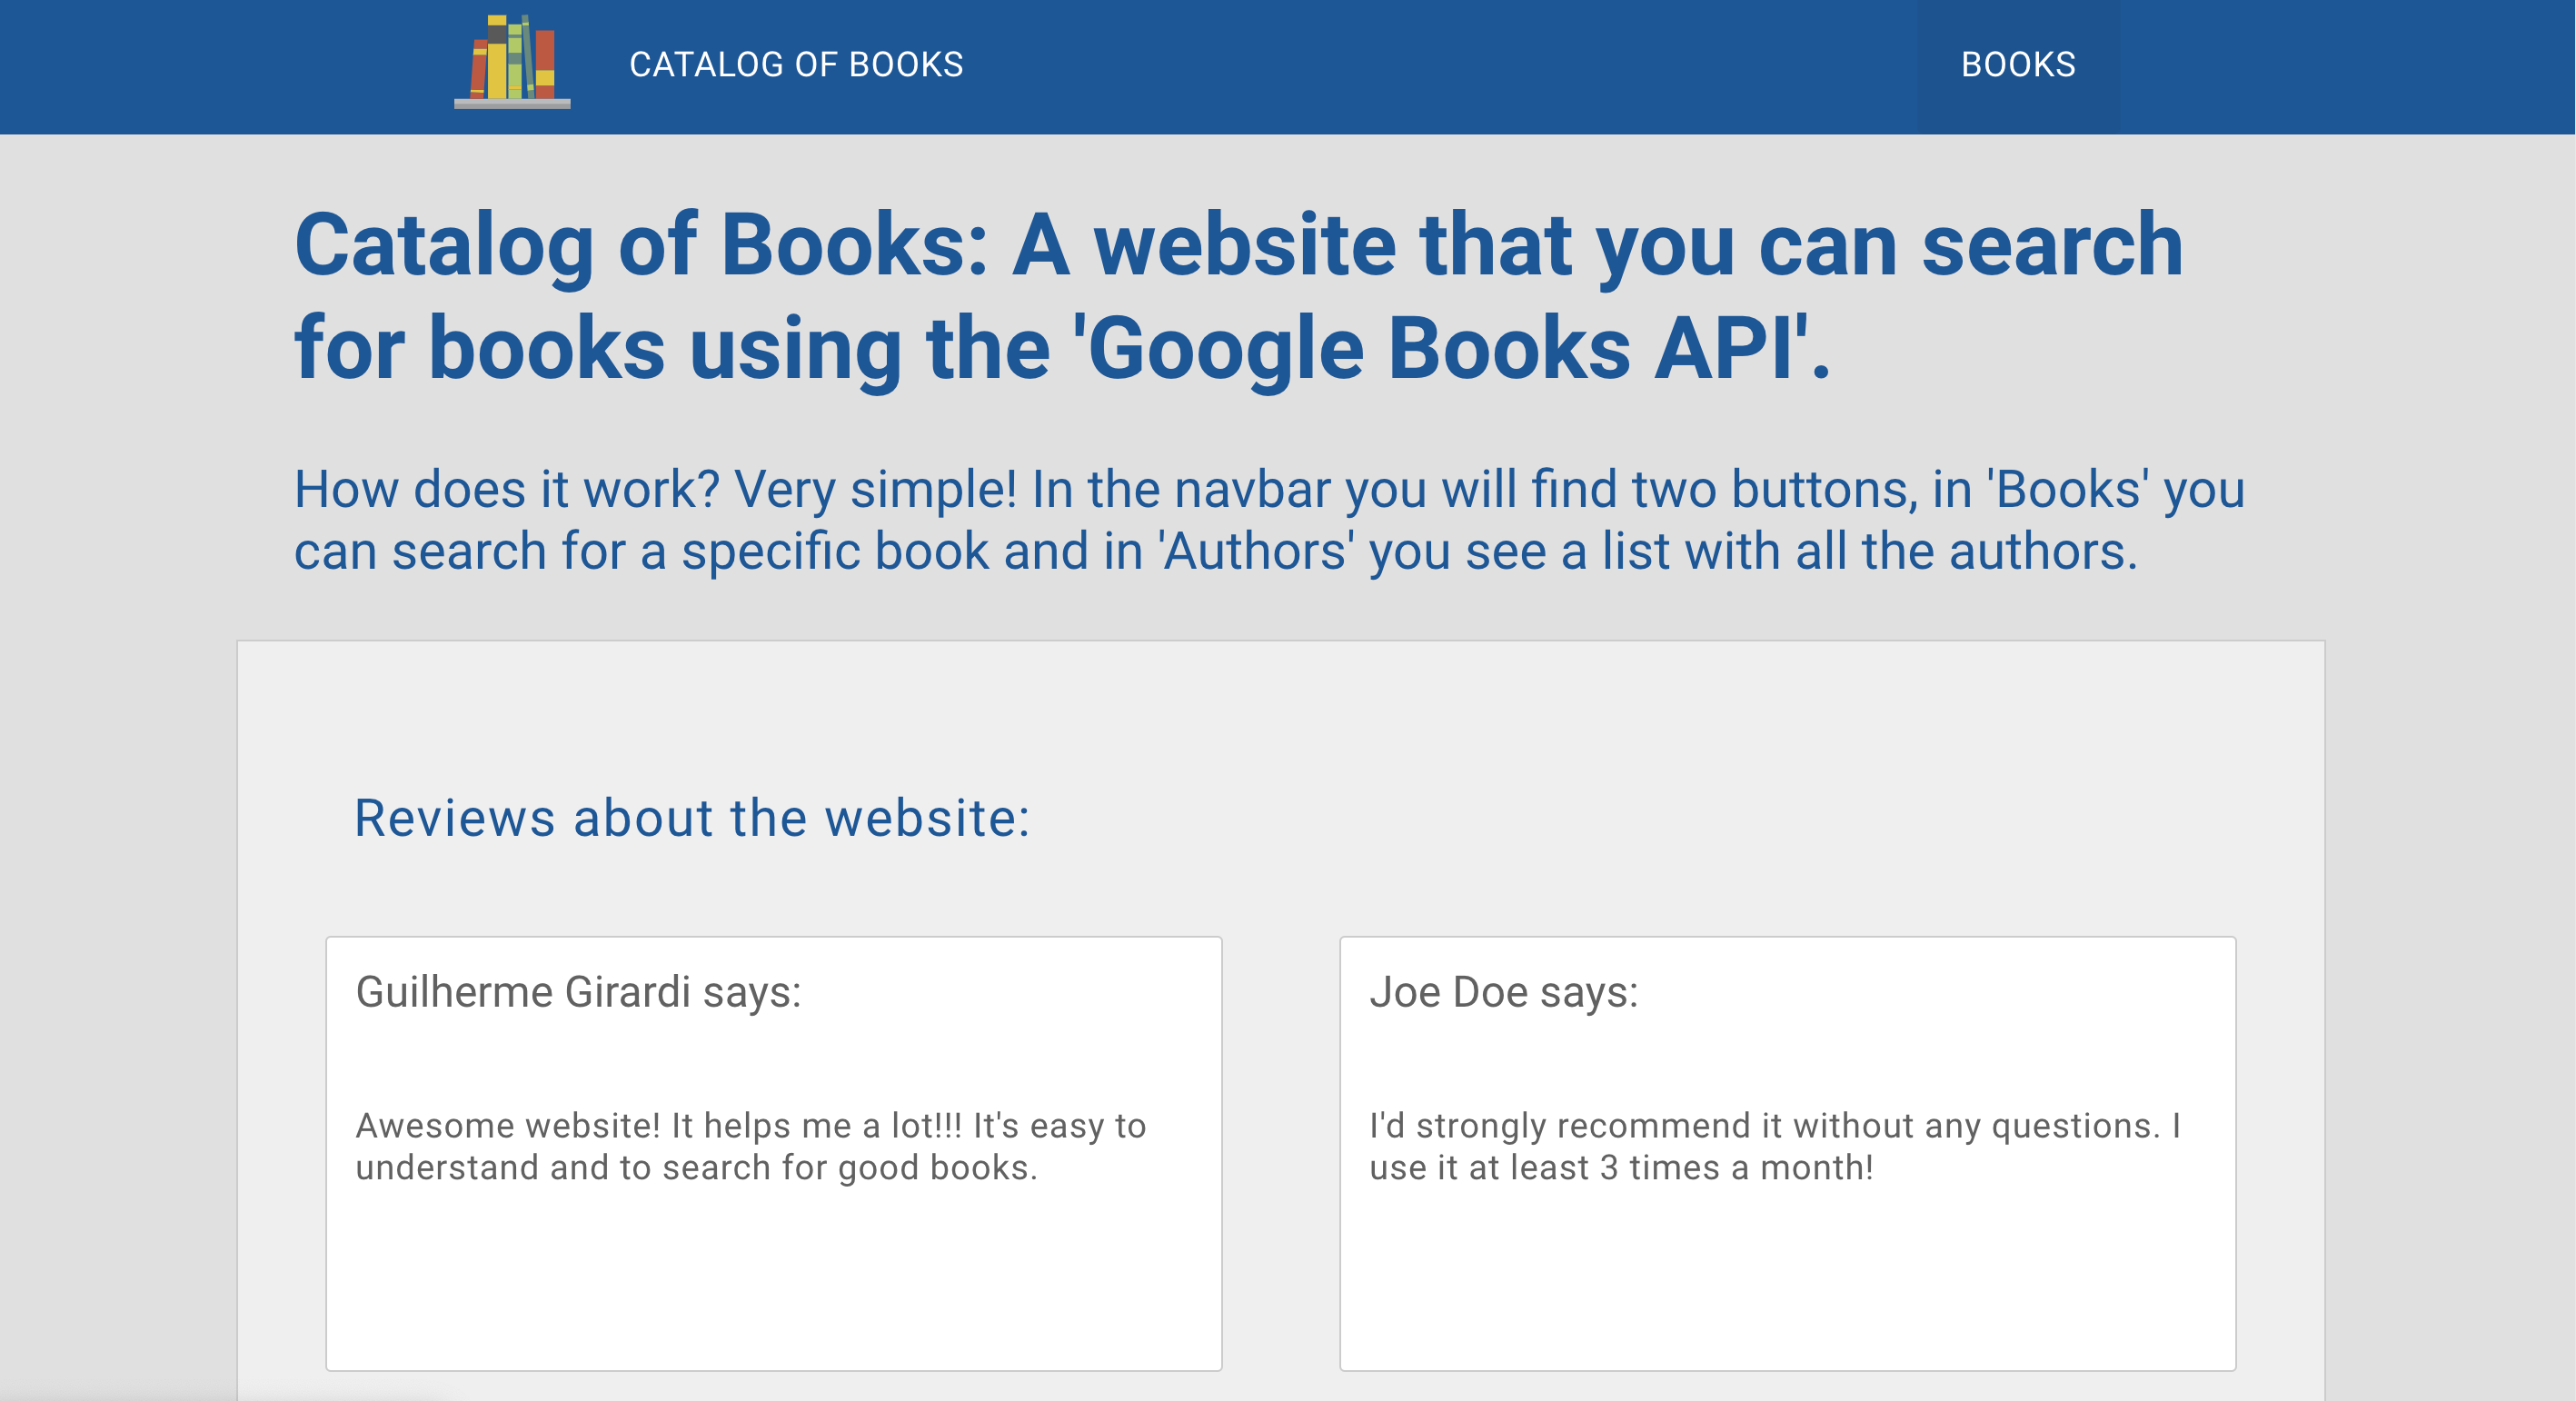 CATALOG OF BOOKS
BOOKS
Catalog of Books: A website that you can search
for books using the 'Google Books API'.
How does it work? Very simple! In the navbar you will find two buttons, in 'Books' you
can search for a specific book and in 'Authors' you see a list with all the authors.
Reviews about the website:
Guilherme Girardi says:
Awesome website! It helps me a lot!!! It's easy to
understand and to search for good books.
Joe Doe says:
I'd strongly recommend it without any questions. I
use it at least 3 times a month!